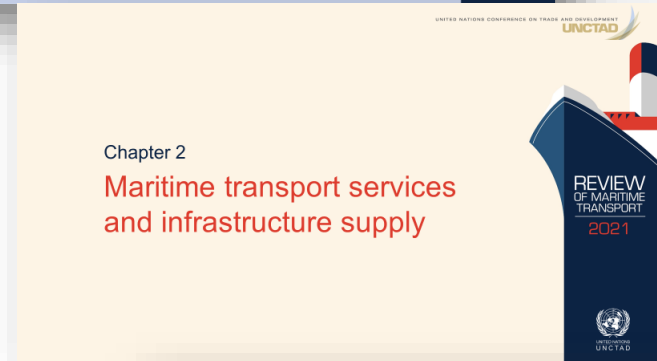 UNITED NATIONS CONFERENCE ON TRADE AND DEVELOPMENT
UNCTAD
Chapter 2
Maritime transport services
and infrastructure supply
REVIEW
OF MARITIME
TRANSPORT
2021
UNITED NATIONS
UNCTAD